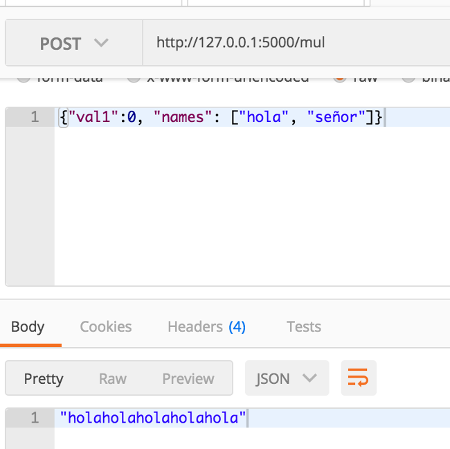 POST http://127.0.0.1:5000/mul
form-data x-www-form-urlencoded raw bina
1 {"val1":0, "names": ["hola", "señor"]}
Body Cookies Headers (4) Tests
Pretty Raw Preview JSON
1 "holaholaholaholahola"